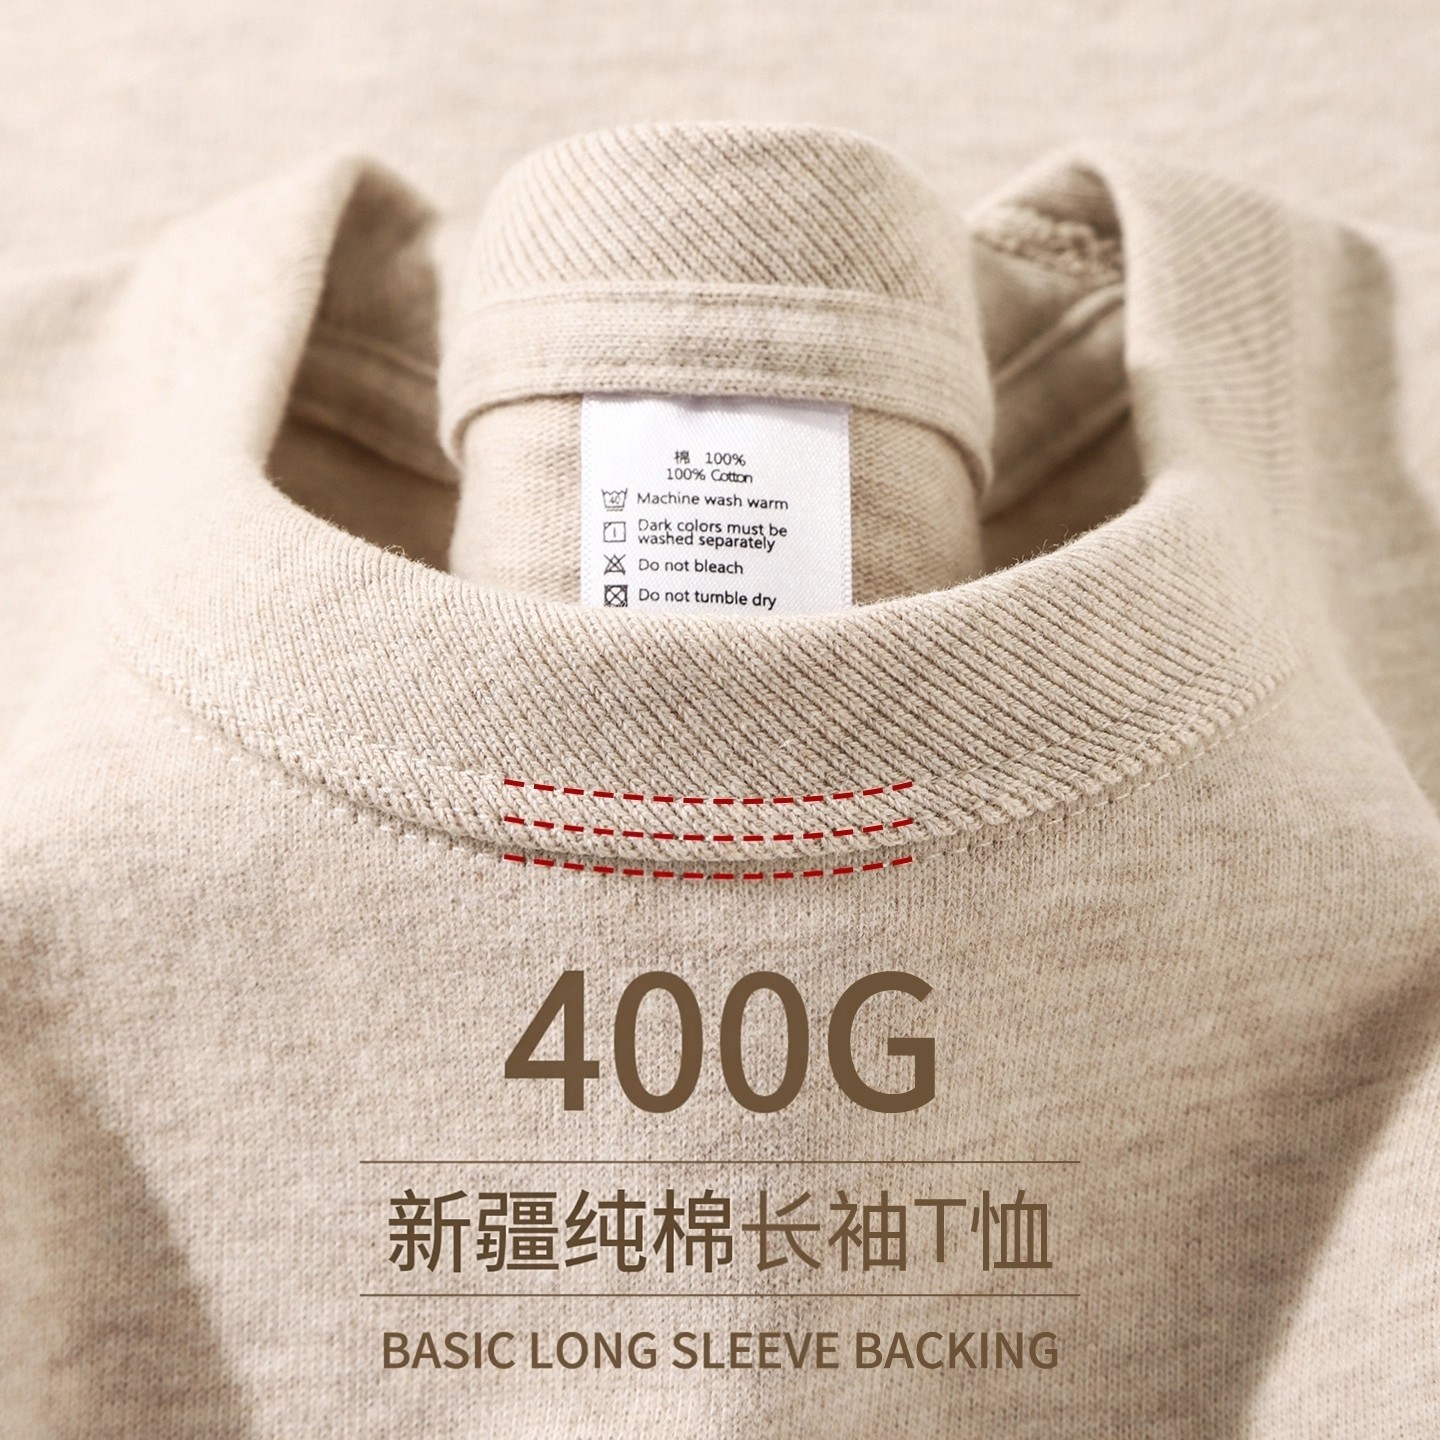 棉 100%
100% Cotton
40 Machine wash warm
Dark colors must be
washed separately
Do not bleach
Do not tumble dry
400G
新疆纯棉长袖T恤
BASIC LONG SLEEVE BACKING